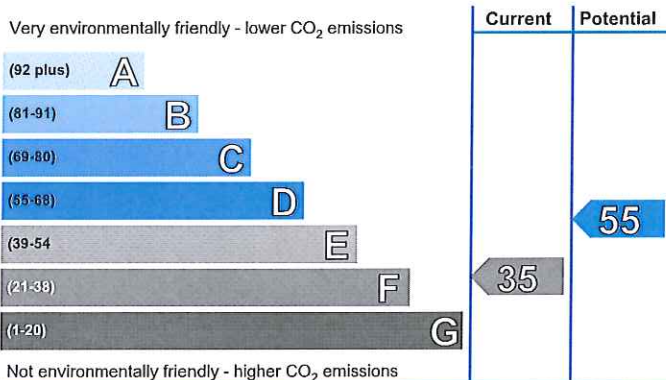 Current Potential
Very environmentally friendly - lower CO₂ emissions
(92 plus) A
(81-91) B
(69-80) C
(55-68) D
55
(39-54 E
(21-38) F
35
(1-20) G
Not environmentally friendly - higher CO₂ emissions